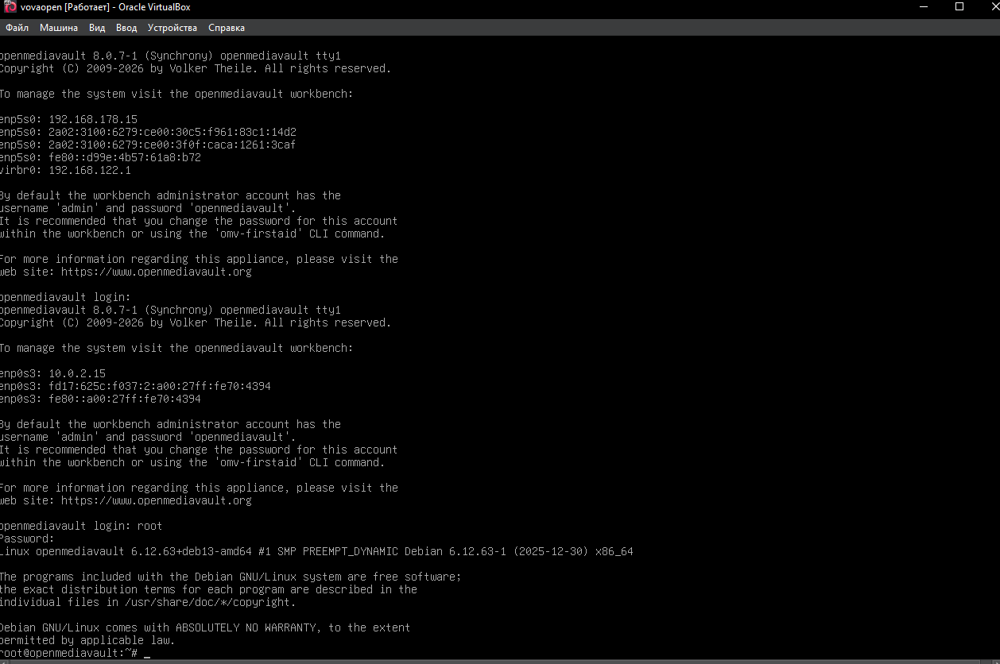 vovaopen [Работает] - Oracle VirtualBox
Файл Машина Вид Ввод Устройства Справка
openmediavault 8.0.7-1 (Synchrony) openmediavault tty1
Copyright (C) 2009-2026 by Volker Theile. All rights reserved.
To manage the system visit the openmediavault workbench:
enp5s0: 192.168.178.15
enp5s0: 2a02:3100:6279:ce00:30c5:f961:83c1:14d2
enp5s0: 2a02:3100:6279:ce00:3f0f:caca:1261:3caf
enp5s0: fe80::d99e:4b57:61a8:b72
virbr0: 192.168.122.1
By default the workbench administrator account has the
username 'admin' and password 'openmediavault'.
It is recommended that you change the password for this account
within the workbench or using the 'omv-firstaid' CLI command.
For more information regarding this appliance, please visit the
web site: https://www.openmediavault.org
openmediavault login:
openmediavault 8.0.7-1 (Synchrony) openmediavault tty1
Copyright (C) 2009-2026 by Volker Theile. All rights reserved.
To manage the system visit the openmediavault workbench:
enp0s3: 10.0.2.15
enp0s3: fd17:625c:f037:2:a00:27ff:fe70:4394
enp0s3: fe80::a00:27ff:fe70:4394
By default the workbench administrator account has the
username 'admin' and password 'openmediavault'.
It is recommended that you change the password for this account
within the workbench or using the 'omv-firstaid' CLI command.
For more information regarding this appliance, please visit the
web site: https://www.openmediavault.org
openmediavault login: root
Password:
Linux openmediavault 6.12.63+deb13-amd64 #1 SMP PREEMPT_DYNAMIC Debian 6.12.63-1 (2025-12-30) x86_64
The programs included with the Debian GNU/Linux system are free software;
the exact distribution terms for each program are described in the
individual files in /usr/share/doc/*/copyright.
Debian GNU/Linux comes with ABSOLUTELY NO WARRANTY, to the extent
permitted by applicable law.
root@openmediavault:~# _